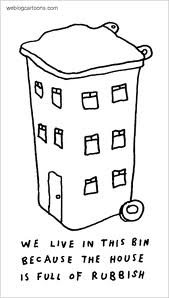 weblogcartoons.com
WE LIVE IN THIS BIN
BECAUSE THE HOUSE
IS FULL OF RUBBISH